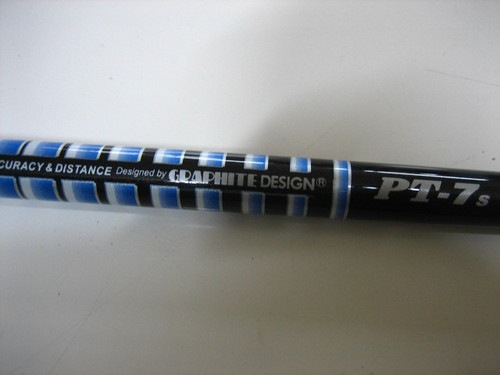 CURACY & DISTANCE Designed by GRAPHITE DESIGN®
PT-7s